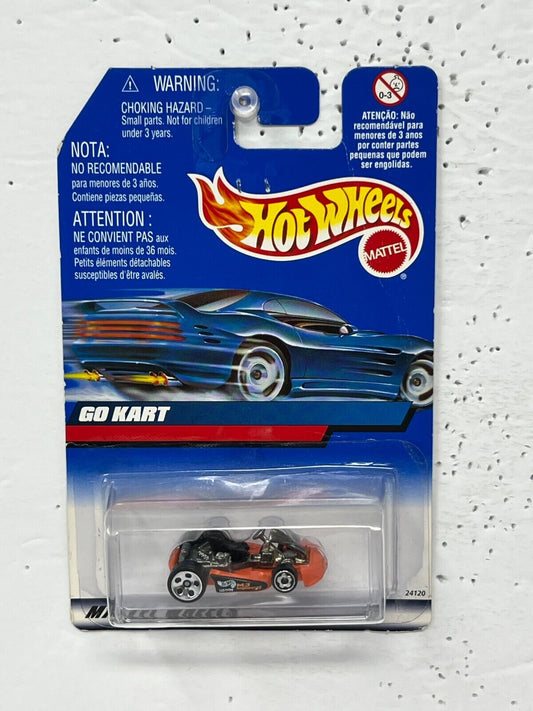 ⚠ WARNING:
CHOKING HAZARD –
Small parts. Not for children
under 3 years.
NOTA:
NO RECOMENDABLE
para menores de 3 años.
Contiene piezas pequeñas.
ATTENTION :
NE CONVIENT PAS aux
enfants de moins de 36 mois.
Petits éléments détachables
susceptibles d'être avalés.
0-3
ATENÇÃO: Não
recomendável para
menores de 3 anos
por conter partes
pequenas que podem
ser engolidas.
HOT WHEELS
MATTEL
®
GO KART
24120